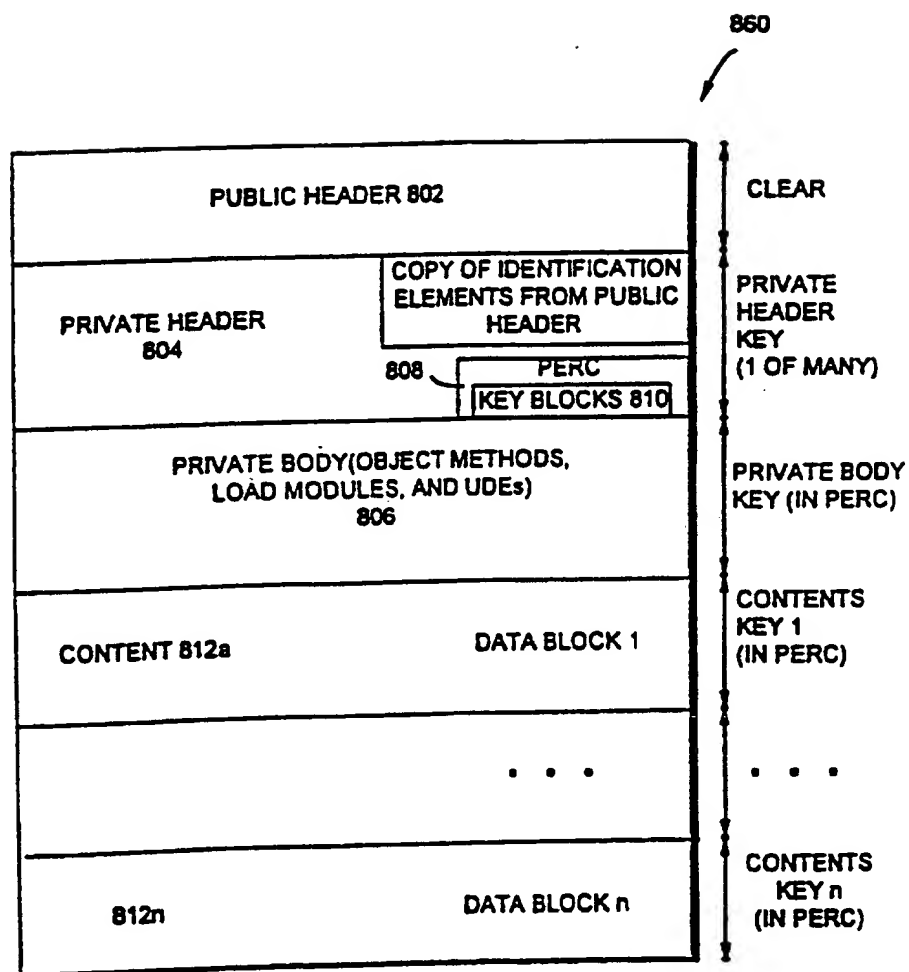 860
PUBLIC HEADER 802
CLEAR
COPY OF IDENTIFICATION
ELEMENTS FROM PUBLIC
HEADER
PRIVATE HEADER
804
808
PERC
KEY BLOCKS 810
PRIVATE
HEADER
KEY
(1 OF MANY)
PRIVATE BODY(OBJECT METHODS,
LOAD MODULES, AND UDEs)
806
PRIVATE BODY
KEY (IN PERC)
CONTENT 812a
DATA BLOCK 1
CONTENTS
KEY 1
(IN PERC)
• • •
• • •
812n
DATA BLOCK n
CONTENTS
KEY n
(IN PERC)